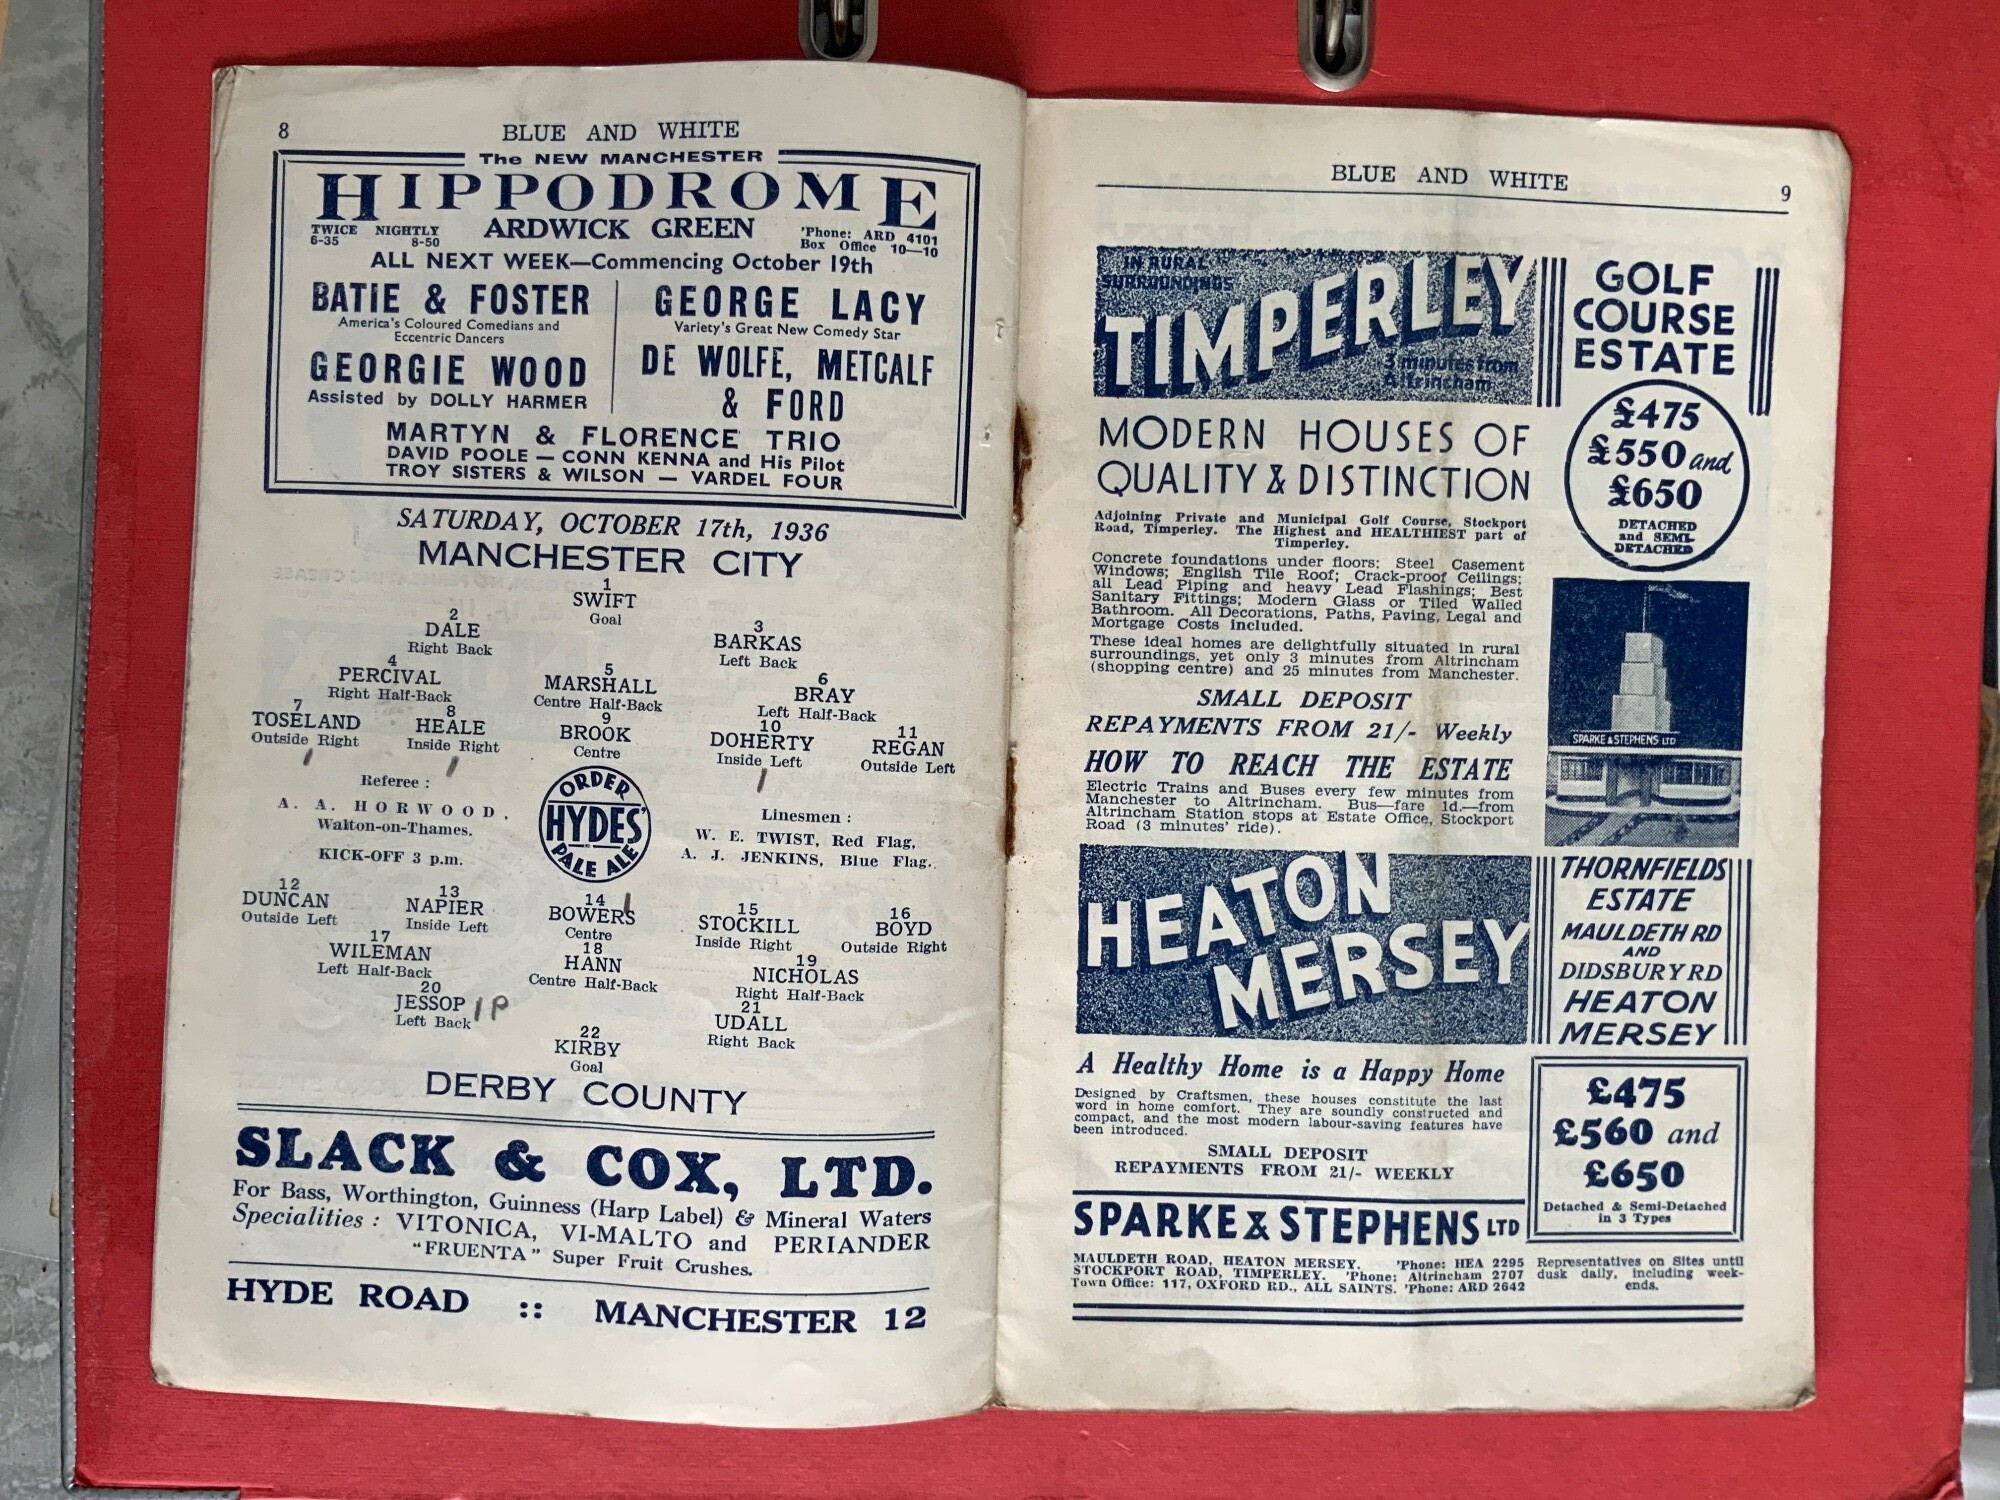 8
BLUE AND WHITE
The NEW MANCHESTER
HIPPODROME
TWICE NIGHTLY
6-35 8-50
ARDWICK GREEN
'Phone: ARD 4101
Box Office 10—10
ALL NEXT WEEK—Commencing October 19th
BATIE & FOSTER
America's Coloured Comedians and
Eccentric Dancers
GEORGIE WOOD
Assisted by DOLLY HARMER
GEORGE LACY
Variety's Great New Comedy Star
DE WOLFE, METCALF
& FORD
MARTYN & FLORENCE TRIO
DAVID POOLE — CONN KENNA and His Pilot
TROY SISTERS & WILSON — VARDEL FOUR
SATURDAY, OCTOBER 17th, 1936
MANCHESTER CITY
1
SWIFT
Goal
2
DALE
Right Back
3
BARKAS
Left Back
4
PERCIVAL
Right Half-Back
5
MARSHALL
Centre Half-Back
6
BRAY
Left Half-Back
7
TOSELAND
Outside Right
8
HEALE
Inside Right
9
BROOK
Centre
10
DOHERTY
Inside Left
11
REGAN
Outside Left
1
1
1
Referee :
A. A. HORWOOD,
Walton-on-Thames.
KICK-OFF 3 p.m.
ORDER
HYDES'
PALE ALE
Linesmen :
W. E. TWIST, Red Flag,
A. J. JENKINS, Blue Flag.
12
DUNCAN
Outside Left
13
NAPIER
Inside Left
14
BOWERS 1
Centre
15
STOCKILL
Inside Right
16
BOYD
Outside Right
17
WILEMAN
Left Half-Back
18
HANN
Centre Half-Back
19
NICHOLAS
Right Half-Back
20
JESSOP 1P
Left Back
21
UDALL
Right Back
22
KIRBY
Goal
DERBY COUNTY
SLACK & COX, LTD.
For Bass, Worthington, Guinness (Harp Label) & Mineral Waters
Specialities : VITONICA, VI-MALTO and PERIANDER
"FRUENTA" Super Fruit Crushes.
HYDE ROAD :: MANCHESTER 12
BLUE AND WHITE
9
IN RURAL
SURROUNDINGS
TIMPERLEY
3 minutes from
Altrincham
GOLF
COURSE
ESTATE
£475
£550 and
£650
DETACHED
and SEMI-
DETACHED
MODERN HOUSES OF
QUALITY & DISTINCTION
Adjoining Private and Municipal Golf Course, Stockport
Road, Timperley. The Highest and HEALTHIEST part of
Timperley.
Concrete foundations under floors; Steel Casement
Windows; English Tile Roof; Crack-proof Ceilings;
all Lead Piping and heavy Lead Flashings; Best
Sanitary Fittings; Modern Glass or Tiled Walled
Bathroom. All Decorations, Paths, Paving, Legal and
Mortgage Costs included.
These ideal homes are delightfully situated in rural
surroundings, yet only 3 minutes from Altrincham
(shopping centre) and 25 minutes from Manchester.
SMALL DEPOSIT
REPAYMENTS FROM 21/- Weekly
HOW TO REACH THE ESTATE
Electric Trains and Buses every few minutes from
Manchester to Altrincham. Bus—fare 1d.—from
Altrincham Station stops at Estate Office, Stockport
Road (3 minutes' ride).
SPARKE & STEPHENS LTD
HEATON
MERSEY
THORNFIELDS
ESTATE
MAULDETH RD
AND
DIDSBURY RD
HEATON
MERSEY
A Healthy Home is a Happy Home
Designed by Craftsmen, these houses constitute the last
word in home comfort. They are soundly constructed and
compact, and the most modern labour-saving features have
been introduced.
SMALL DEPOSIT
REPAYMENTS FROM 21/- WEEKLY
£475
£560 and
£650
Detached & Semi-Detached
in 3 Types
SPARKE & STEPHENS LTD
MAULDETH ROAD, HEATON MERSEY. 'Phone: HEA 2295
STOCKPORT ROAD, TIMPERLEY. 'Phone: Altrincham 2707
Town Office: 117, OXFORD RD., ALL SAINTS. 'Phone: ARD 2642
Representatives on Sites until
dusk daily, including week-
ends.